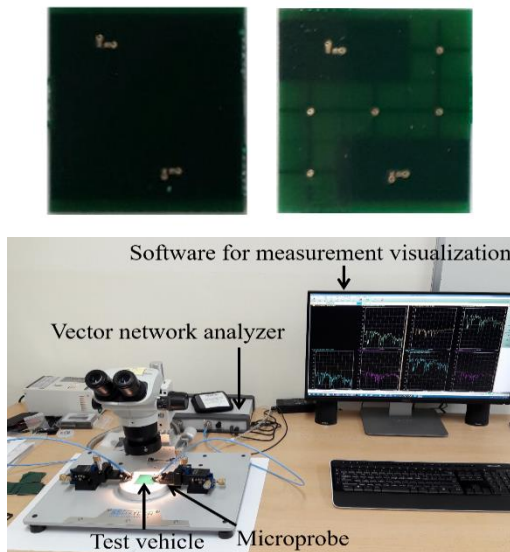 Software for measurement visualization
Vector network analyzer
Microprobe
Test vehicle